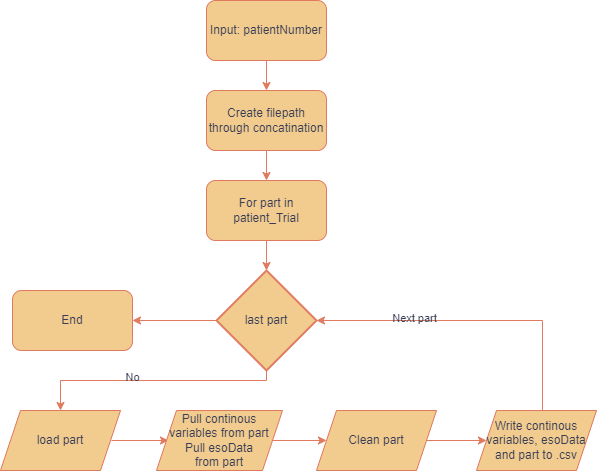 Input: patientNumber
Create filepath
through concatination
For part in
patient_Trial
last part
End
Next part
No
load part
Pull continous
variables from part
Pull esoData
from part
Clean part
Write continous
variables, esoData
and part to .csv